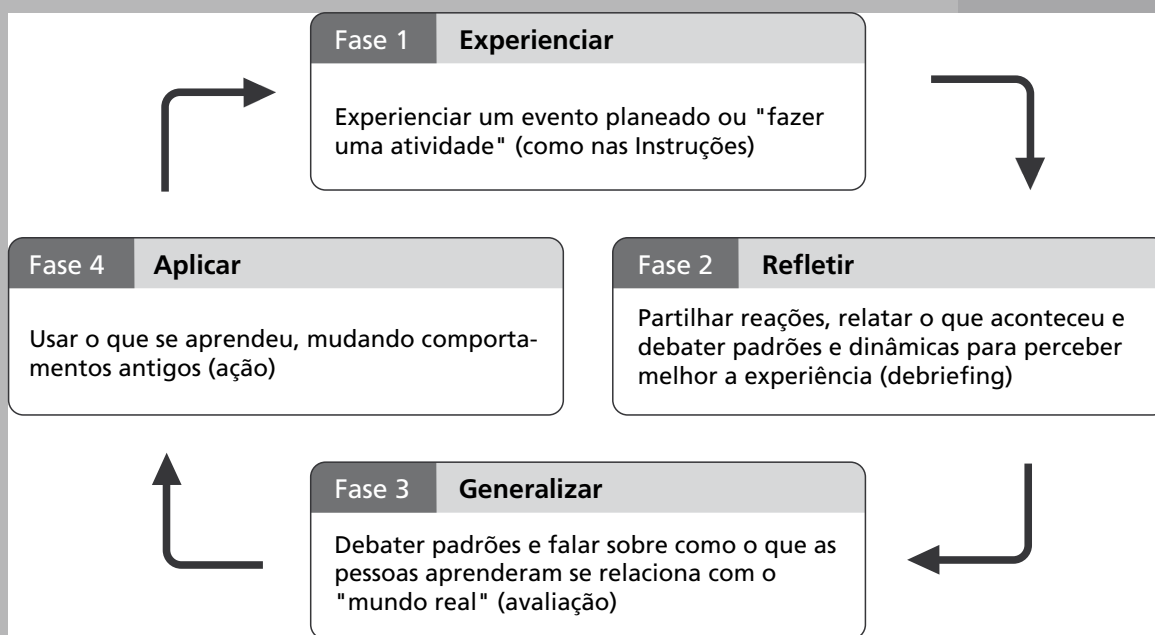 Fase 1 Experienciar
Experienciar um evento planeado ou "fazer
uma atividade" (como nas Instruções)
Fase 2 Refletir
Partilhar reações, relatar o que aconteceu e
debater padrões e dinâmicas para perceber
melhor a experiência (debriefing)
Fase 3 Generalizar
Debater padrões e falar sobre como o que as
pessoas aprenderam se relaciona com o
"mundo real" (avaliação)
Fase 4 Aplicar
Usar o que se aprendeu, mudando comporta-
mentos antigos (ação)